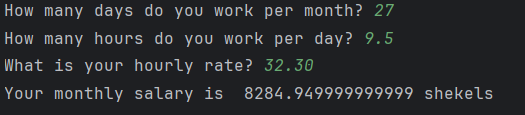 How many days do you work per month? 27
How many hours do you work per day? 9.5
What is your hourly rate? 32.30
Your monthly salary is  8284.949999999999 shekels